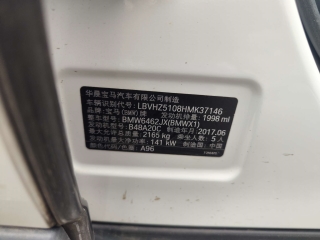 华晨宝马汽车有限公司制造
车辆识别代号: LBVHZ5108HMK37146
品牌: 宝马(BMW)牌 发动机排量: 1998 ml
整车型号: BMW6462JX(BMWX1)
发动机型号: B48A20C 制造年月: 2017.06
最大允许总质量: 2165 kg 乘坐人数: 5 人
发动机最大净功率: 141 kW 制造国: 中国
颜色代号: A96